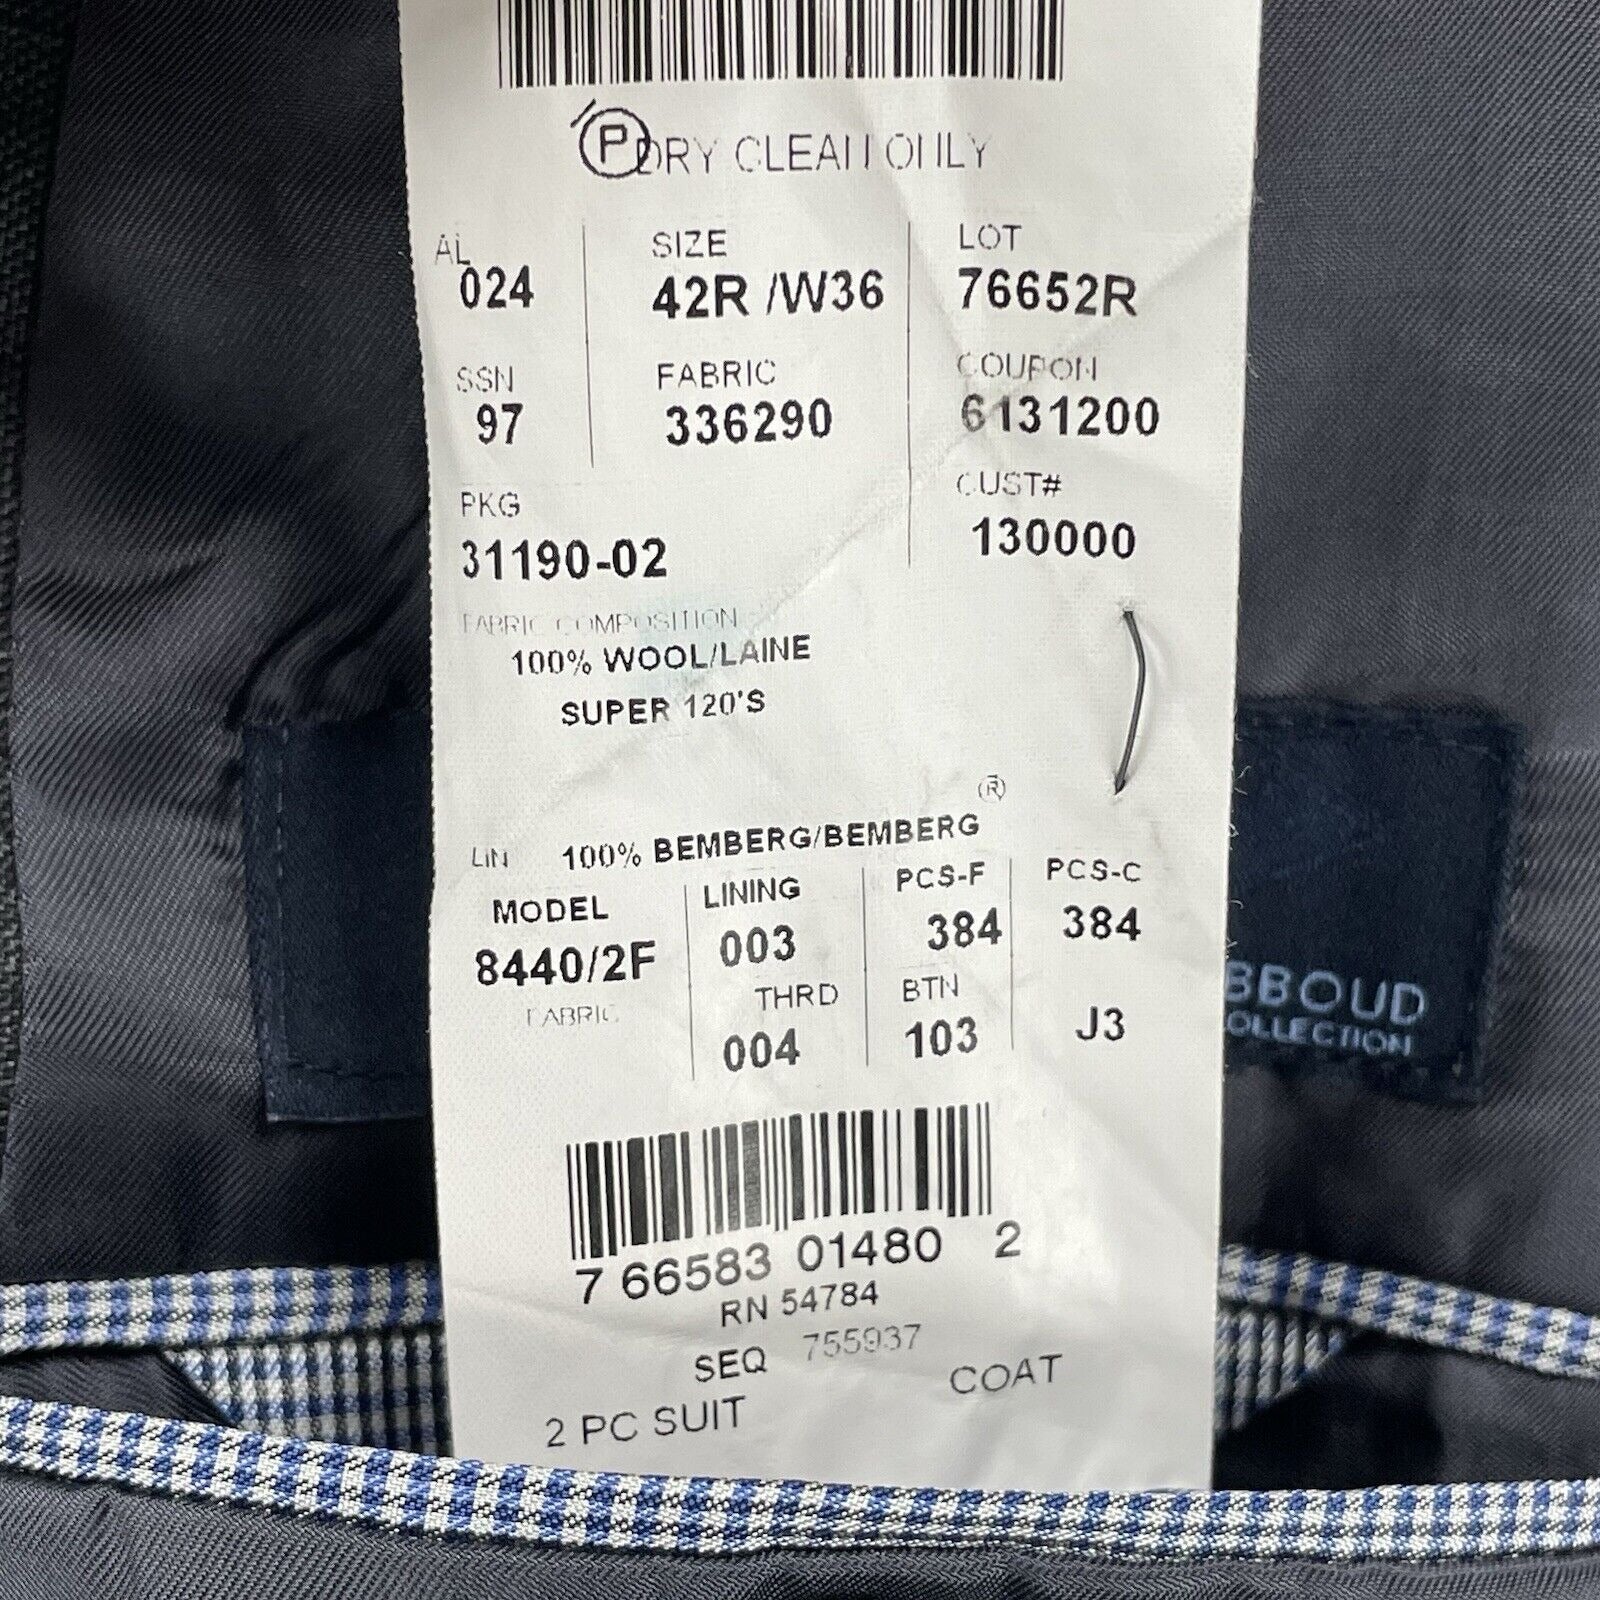 P DRY CLEAN ONLY
AL SIZE LOT
024 42R /W36 76652R
SSN FABRIC COUPON
97 336290 6131200
PKG CUST#
31190-02 130000
FABRIC COMPOSITION
100% WOOL/LAINE
SUPER 120'S
®
LIN 100% BEMBERG/BEMBERG
MODEL LINING PCS-F PCS-C
8440/2F 003 384 384
FABRIC THRD BTN
004 103 J3
7 66583 01480 2
RN 54784
SEQ 755937
2 PC SUIT COAT
BBOUD
OLLECTION